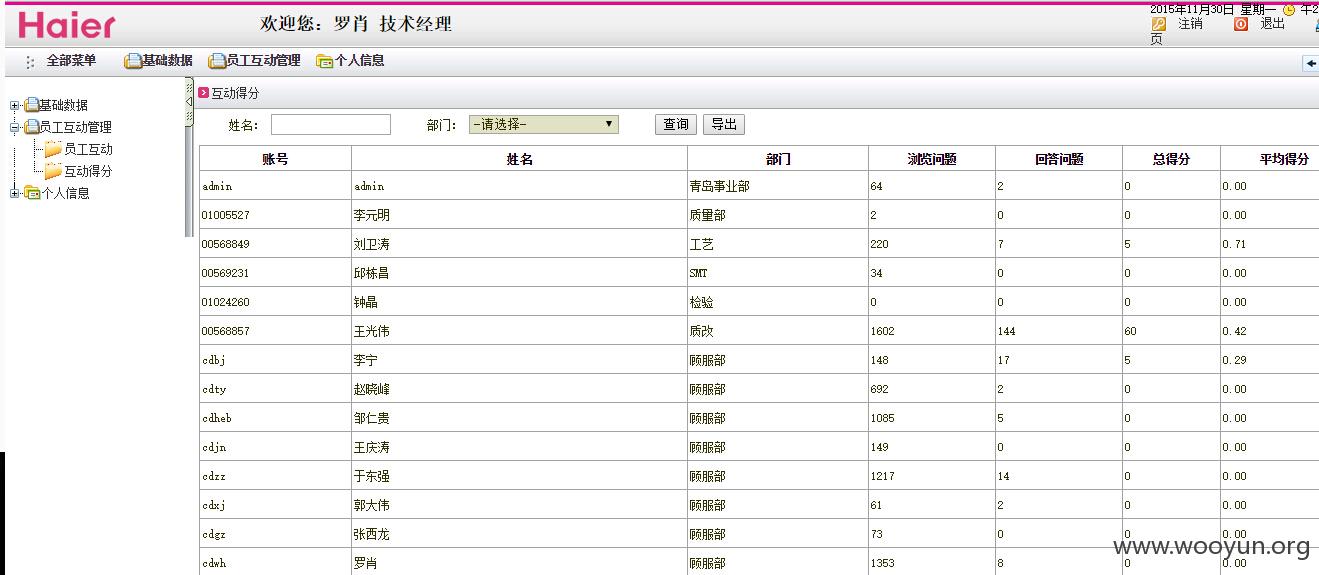 2015年11月30日 星期一 午2
Haier 欢迎您：罗肖 技术经理 注销 退出
页
全部菜单 基础数据 员工互动管理 个人信息
互动得分
基础数据
员工互动管理
员工互动
互动得分
个人信息
姓名： 部门： -请选择- 查询 导出
账号 姓名 部门 浏览问题 回答问题 总得分 平均得分
admin admin 青岛事业部 64 2 0 0.00
01005527 李元明 质量部 2 0 0 0.00
00568849 刘卫涛 工艺 220 7 5 0.71
00569231 邱栋昌 SMT 34 0 0 0.00
01024260 钟晶 检验 0 0 0 0.00
00568857 王光伟 质改 1602 144 60 0.42
cdbj 李宁 顾服部 148 17 5 0.29
cdty 赵晓峰 顾服部 692 2 0 0.00
cdheb 邹仁贵 顾服部 1085 5 0 0.00
cdjn 王庆涛 顾服部 149 0 0 0.00
cdzz 于东强 顾服部 1217 14 0 0.00
cdxj 郭大伟 顾服部 61 2 0 0.00
cdgz 张西龙 顾服部 73 0 0 0.00
cdwh 罗肖 顾服部 1353 8 0 0.00
www.wooyun.org